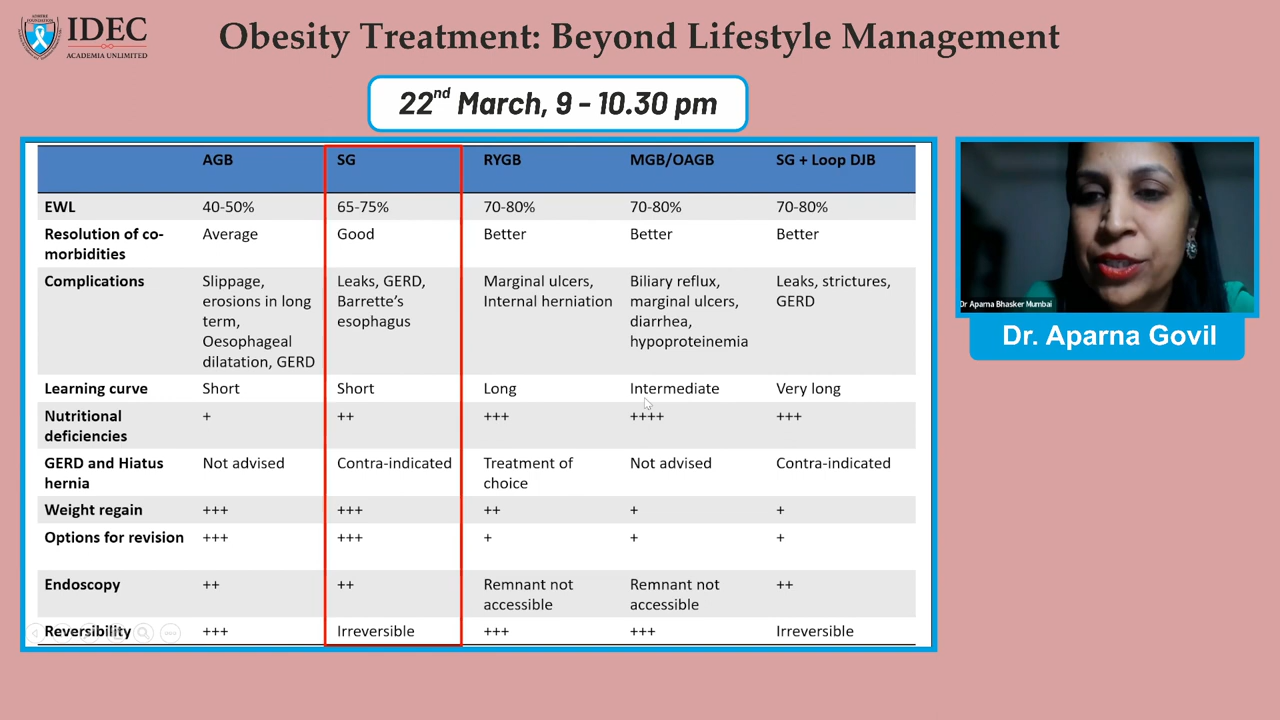 IDEC
ACADEMIA UNLIMITED
Obesity Treatment: Beyond Lifestyle Management
22nd March, 9 - 10.30 pm
AGB SG RYGB MGB/OAGB SG + Loop DJB
EWL 40-50% 65-75% 70-80% 70-80% 70-80%
Resolution of co-morbidities Average Good Better Better Better
Complications Slippage, erosions in long term, Oesophageal dilatation, GERD Leaks, GERD, Barrette's esophagus Marginal ulcers, Internal herniation Biliary reflux, marginal ulcers, diarrhea, hypoproteinemia Leaks, strictures, GERD
Learning curve Short Short Long Intermediate Very long
Nutritional deficiencies + ++ +++ ++++ +++
GERD and Hiatus hernia Not advised Contra-indicated Treatment of choice Not advised Contra-indicated
Weight regain +++ +++ ++ + +
Options for revision +++ +++ + + +
Endoscopy ++ ++ Remnant not accessible Remnant not accessible ++
Reversibility +++ Irreversible +++ +++ Irreversible
Dr Aparna Bhasker Mumbai
Dr. Aparna Govil